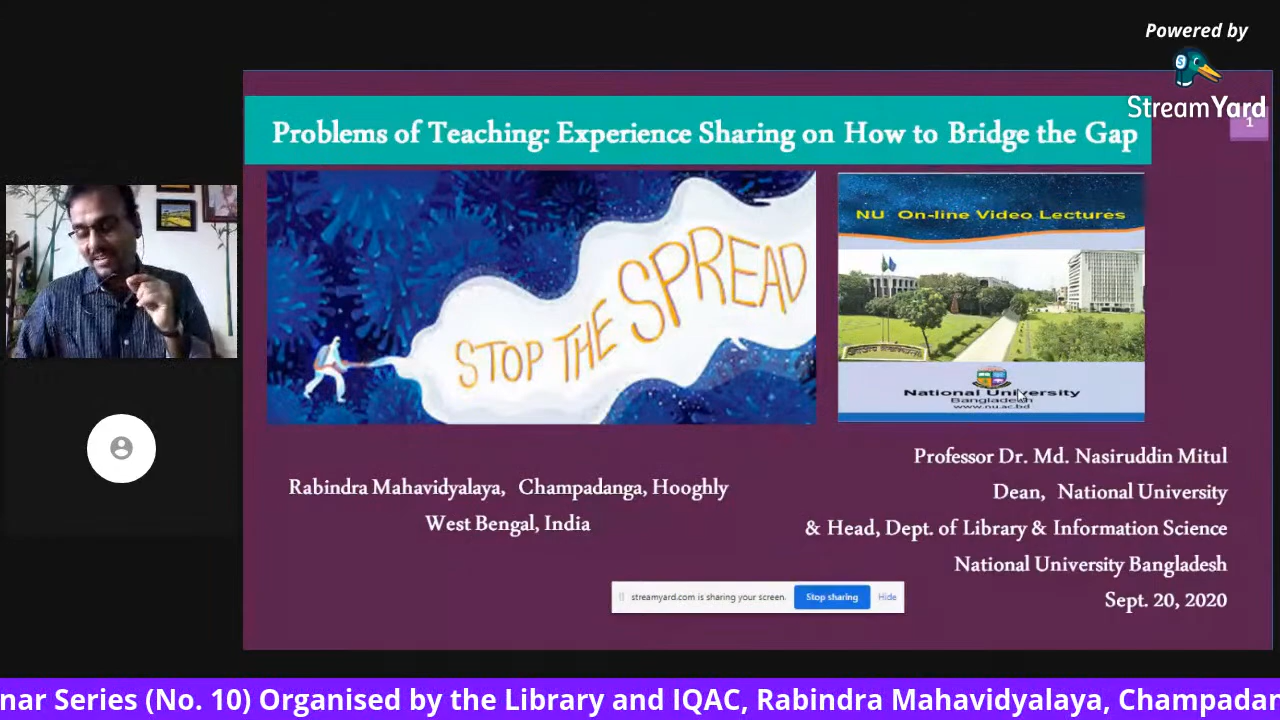 Powered by
StreamYard
1
Problems of Teaching: Experience Sharing on How to Bridge the Gap
STOP THE SPREAD
NU On-line Video Lectures
National University
Bangladesh
www.nu.ac.bd
Rabindra Mahavidyalaya, Champadanga, Hooghly
West Bengal, India
Professor Dr. Md. Nasiruddin Mitul
Dean, National University
& Head, Dept. of Library & Information Science
National University Bangladesh
Sept. 20, 2020
streamyard.com is sharing your screen. Stop sharing Hide
nar Series (No. 10) Organised by the Library and IQAC, Rabindra Mahavidyalaya, Champadan